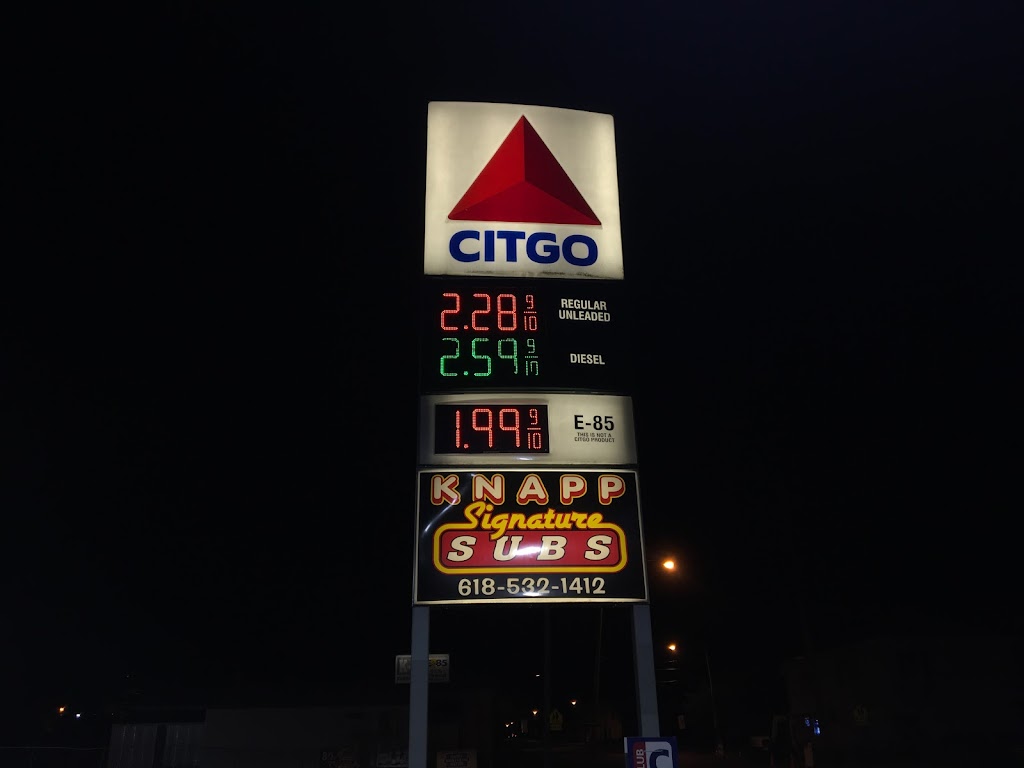 CITGO
2.28 9/10 REGULAR
UNLEADED
2.59 9/10 DIESEL
1.99 9/10 E-85
THIS IS NOT A
CITGO PRODUCT
KNAPP
Signature
SUBS
618-532-1412
CLUB